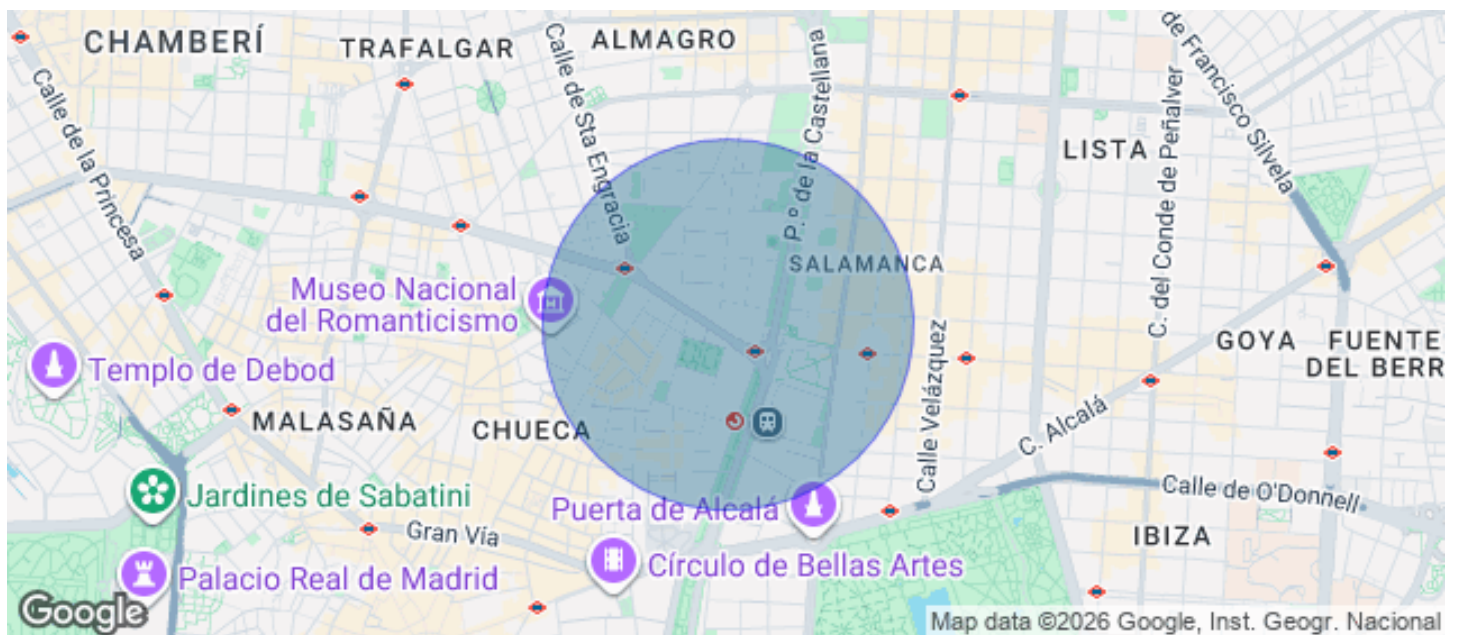 CHAMBERÍ
TRAFALGAR
ALMAGRO
Calle de Sta Engracia
P.º de la Castellana
de Francisco Silvela
Calle de la Princesa
LISTA
C. del Conde de Peñalver
SALAMANCA
Museo Nacional
del Romanticismo
Templo de Debod
GOYA
FUENTE
DEL BERR
Calle Velázquez
MALASAÑA
CHUECA
C. Alcalá
Jardines de Sabatini
Puerta de Alcalá
Calle de O'Donnell
Gran Vía
IBIZA
Círculo de Bellas Artes
Palacio Real de Madrid
Google
Map data ©2026 Google, Inst. Geogr. Nacional